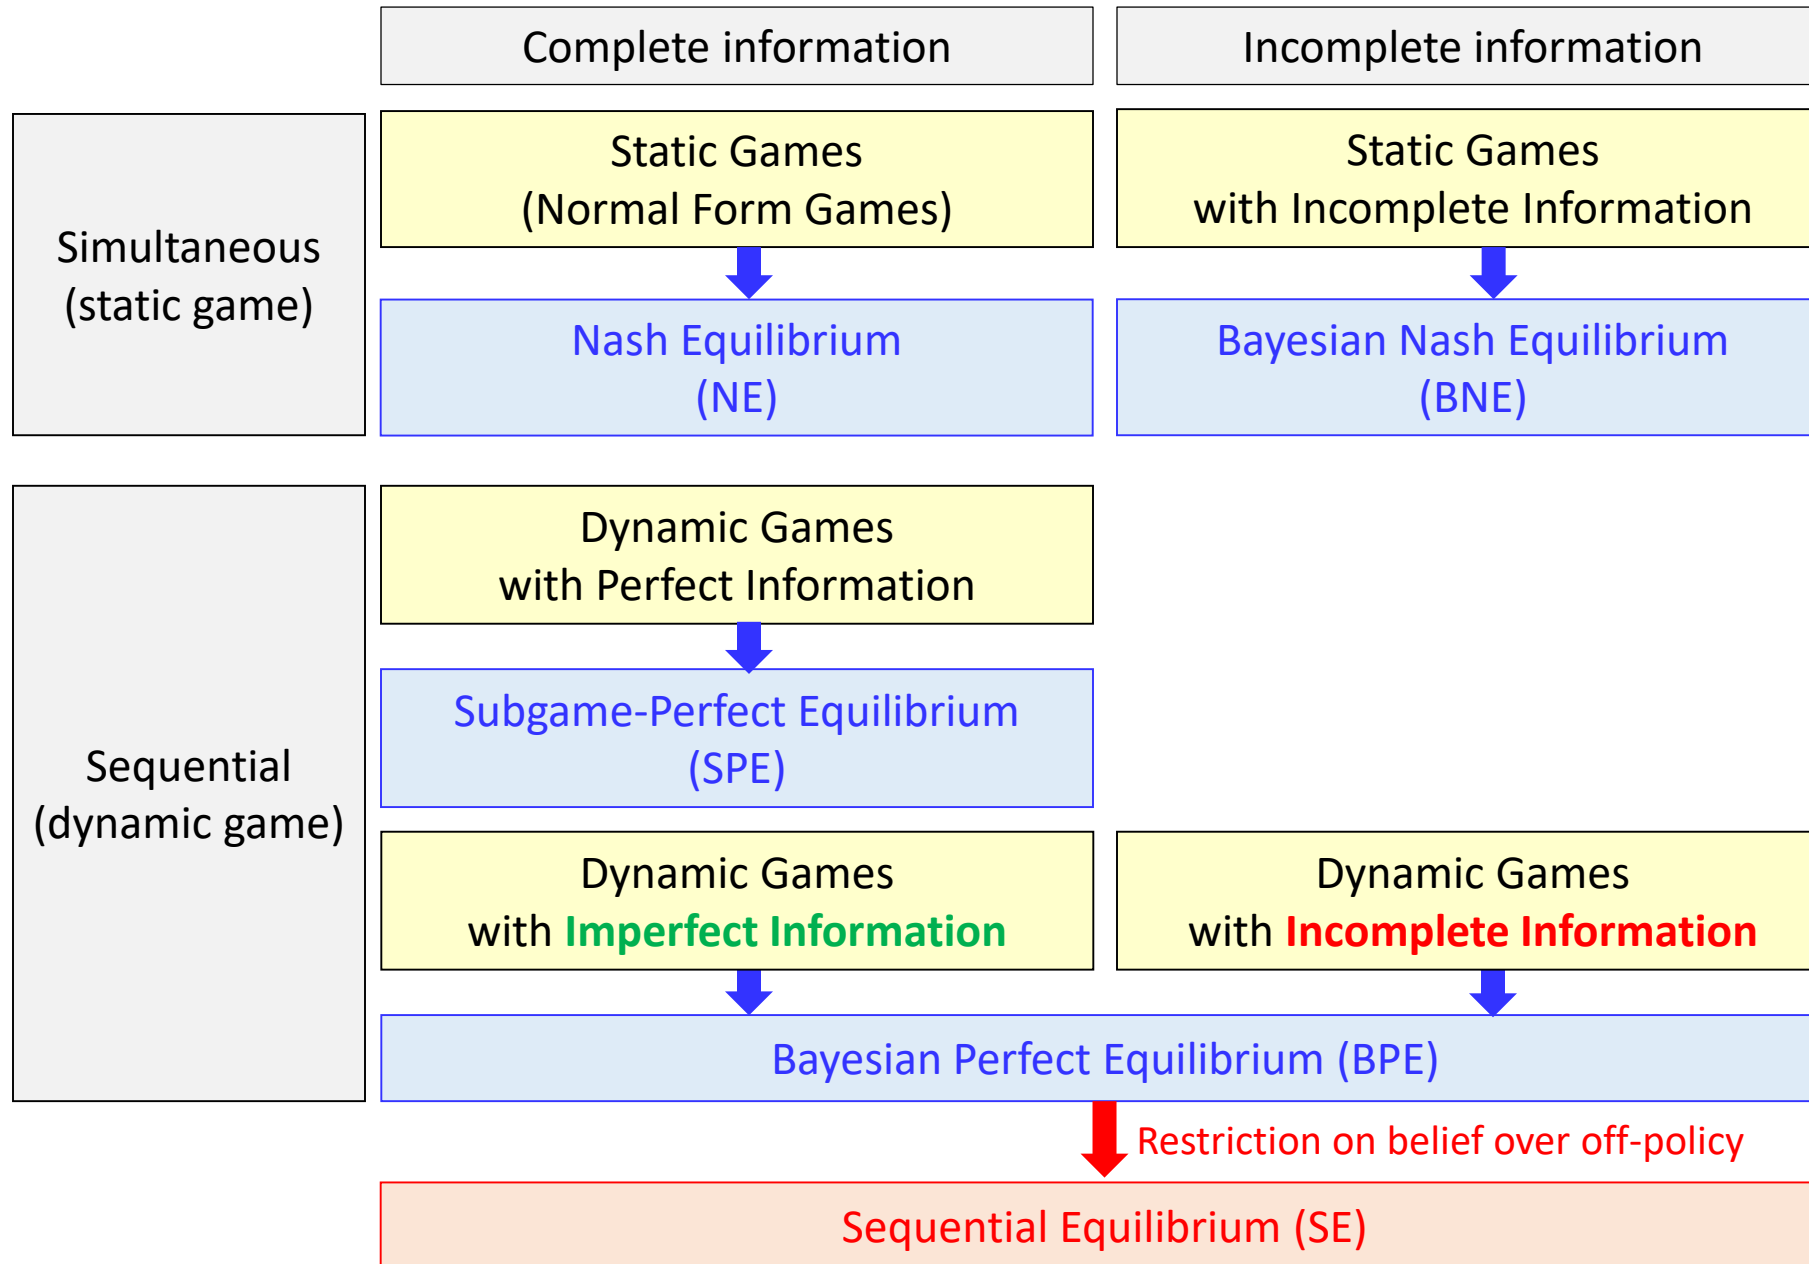 Complete information
Incomplete information
Simultaneous
(static game)
Static Games
(Normal Form Games)
Static Games
with Incomplete Information
Nash Equilibrium
(NE)
Bayesian Nash Equilibrium
(BNE)
Sequential
(dynamic game)
Dynamic Games
with Perfect Information
Subgame-Perfect Equilibrium
(SPE)
Dynamic Games
with Imperfect Information
Dynamic Games
with Incomplete Information
Bayesian Perfect Equilibrium (BPE)
Restriction on belief over off-policy
Sequential Equilibrium (SE)